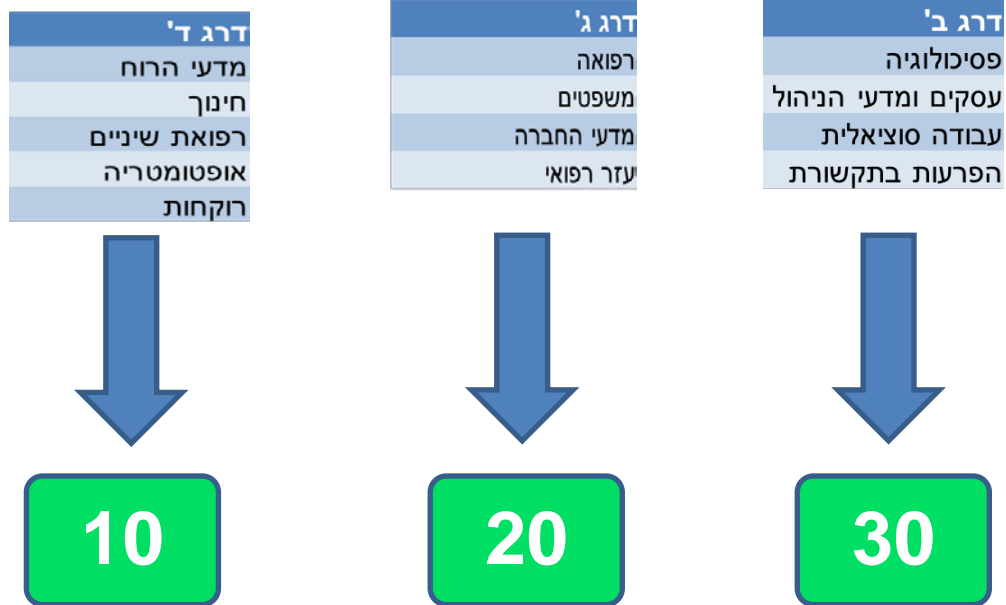 דרג ב'
פסיכולוגיה
עסקים ומדעי הניהול
עבודה סוציאלית
הפרעות בתקשורת
30
דרג ג'
רפואה
משפטים
מדעי החברה
עזר רפואי
20
דרג ד'
מדעי הרוח
חינוך
רפואת שיניים
אופטומטריה
רוקחות
10